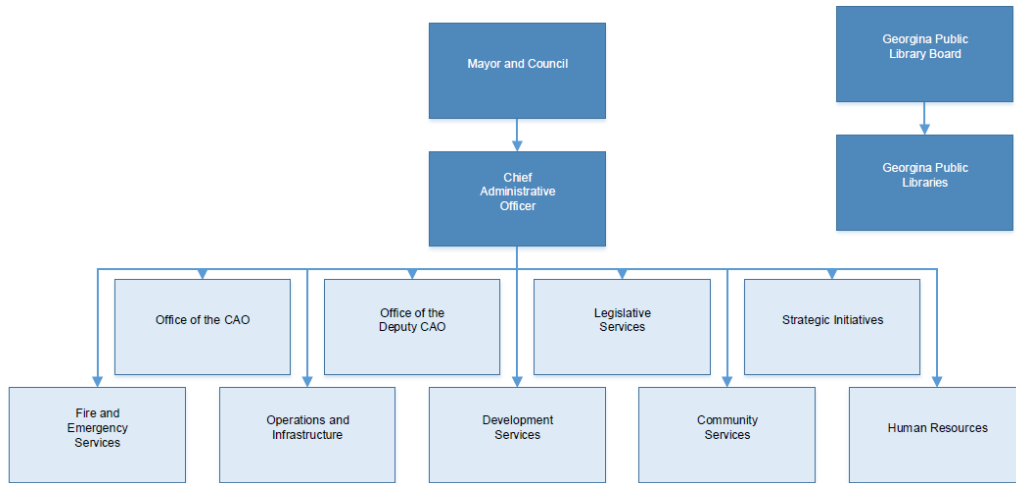 Mayor and Council
Georgina Public
Library Board
Chief
Administrative
Officer
Georgina Public
Libraries
Office of the CAO
Office of the
Deputy CAO
Legislative
Services
Strategic Initiatives
Fire and
Emergency
Services
Operations and
Infrastructure
Development
Services
Community
Services
Human Resources